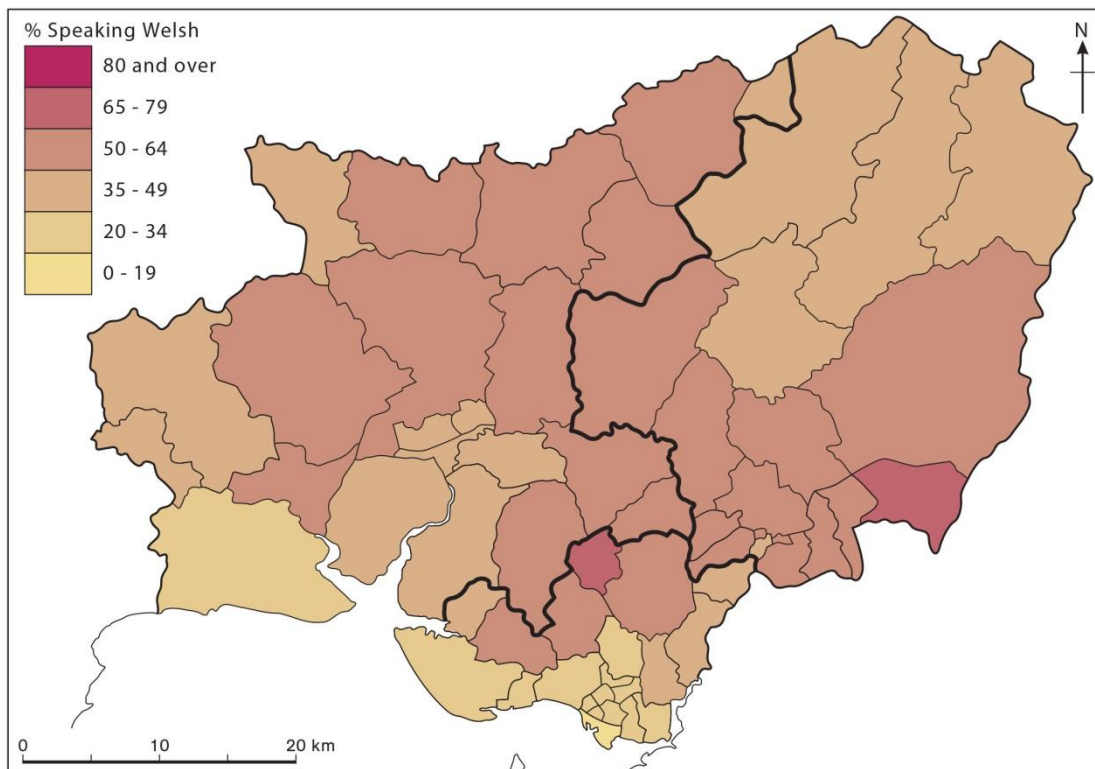 % Speaking Welsh
80 and over
65 - 79
50 - 64
35 - 49
20 - 34
0 - 19
N
0 10 20 km